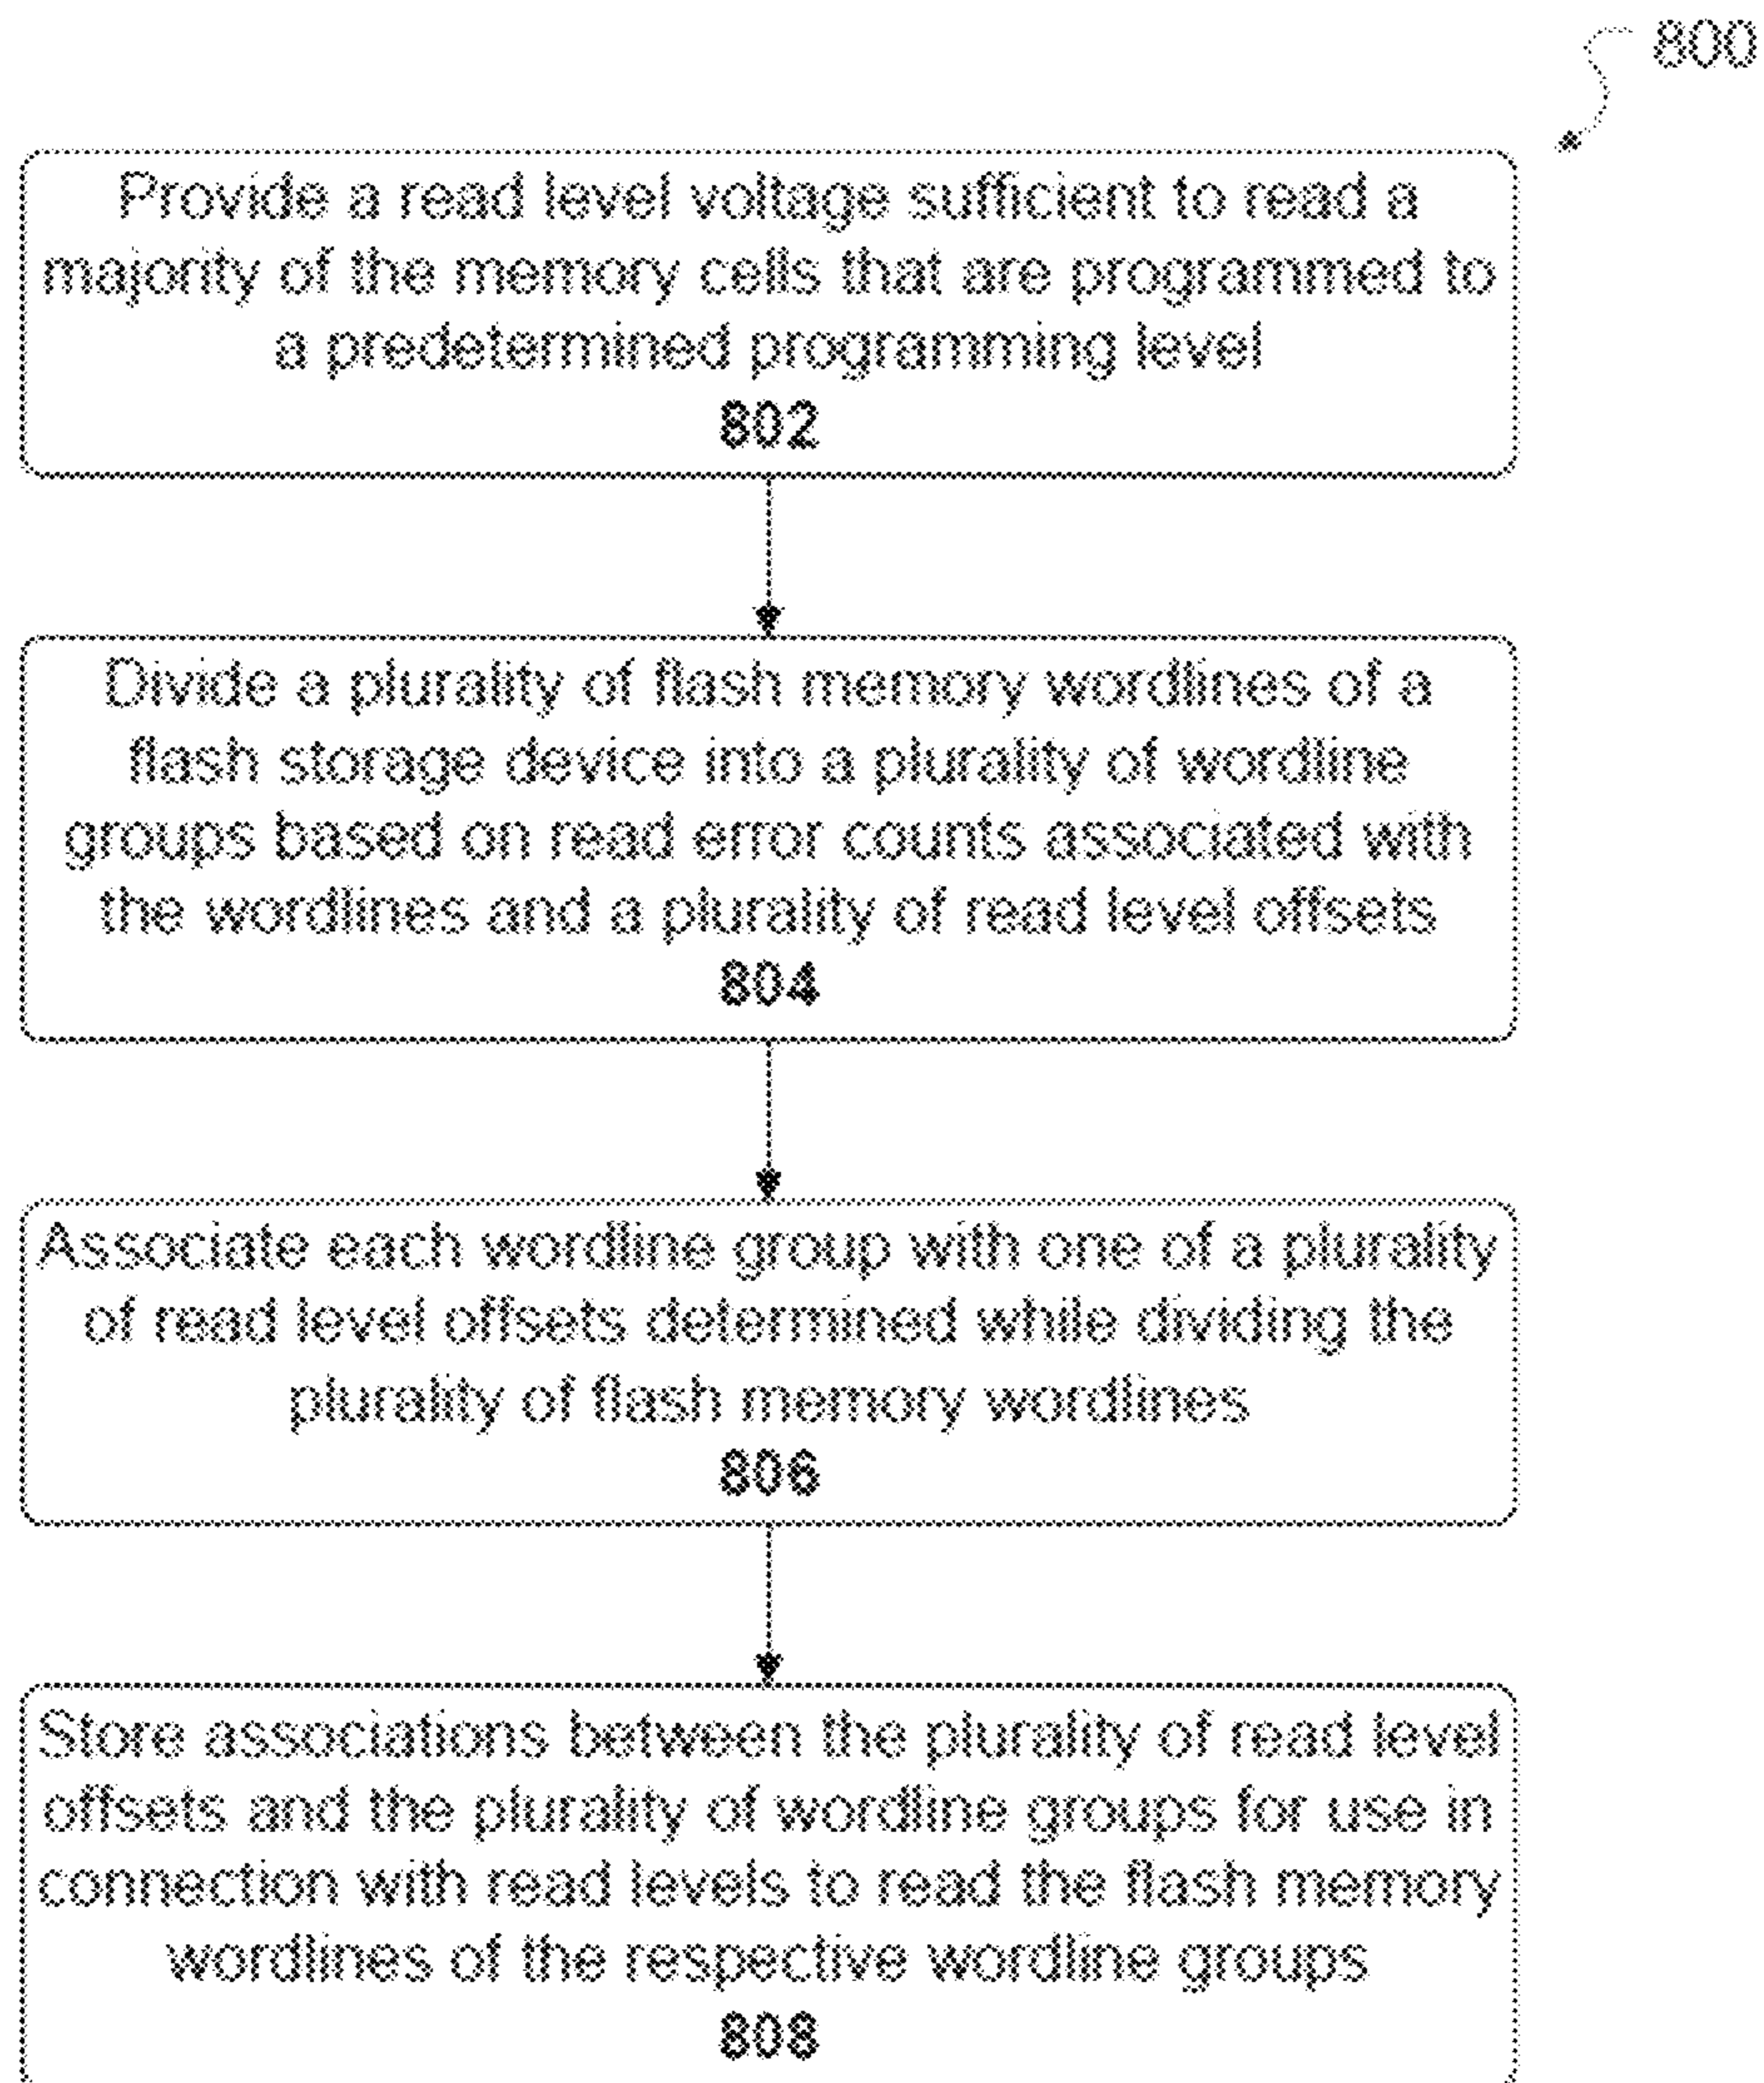 800
Provide a read level voltage sufficient to read a
majority of the memory cells that are programmed to
a predetermined programming level
802
Divide a plurality of flash memory wordlines of a
flash storage device into a plurality of wordline
groups based on read error counts associated with
the wordlines and a plurality of read level offsets
804
Associate each wordline group with one of a plurality
of read level offsets determined while dividing the
plurality of flash memory wordlines
806
Store associations between the plurality of read level
offsets and the plurality of wordline groups for use in
connection with read levels to read the flash memory
wordlines of the respective wordline groups
808